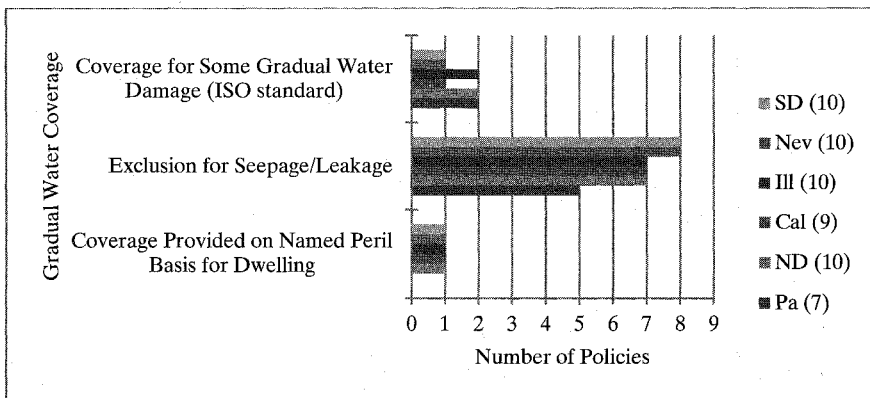 Gradual Water Coverage
Coverage for Some Gradual Water
Damage (ISO standard)
Exclusion for Seepage/Leakage
Coverage Provided on Named Peril
Basis for Dwelling
0 1 2 3 4 5 6 7 8 9
Number of Policies
SD (10)
Nev (10)
Ill (10)
Cal (9)
ND (10)
Pa (7)